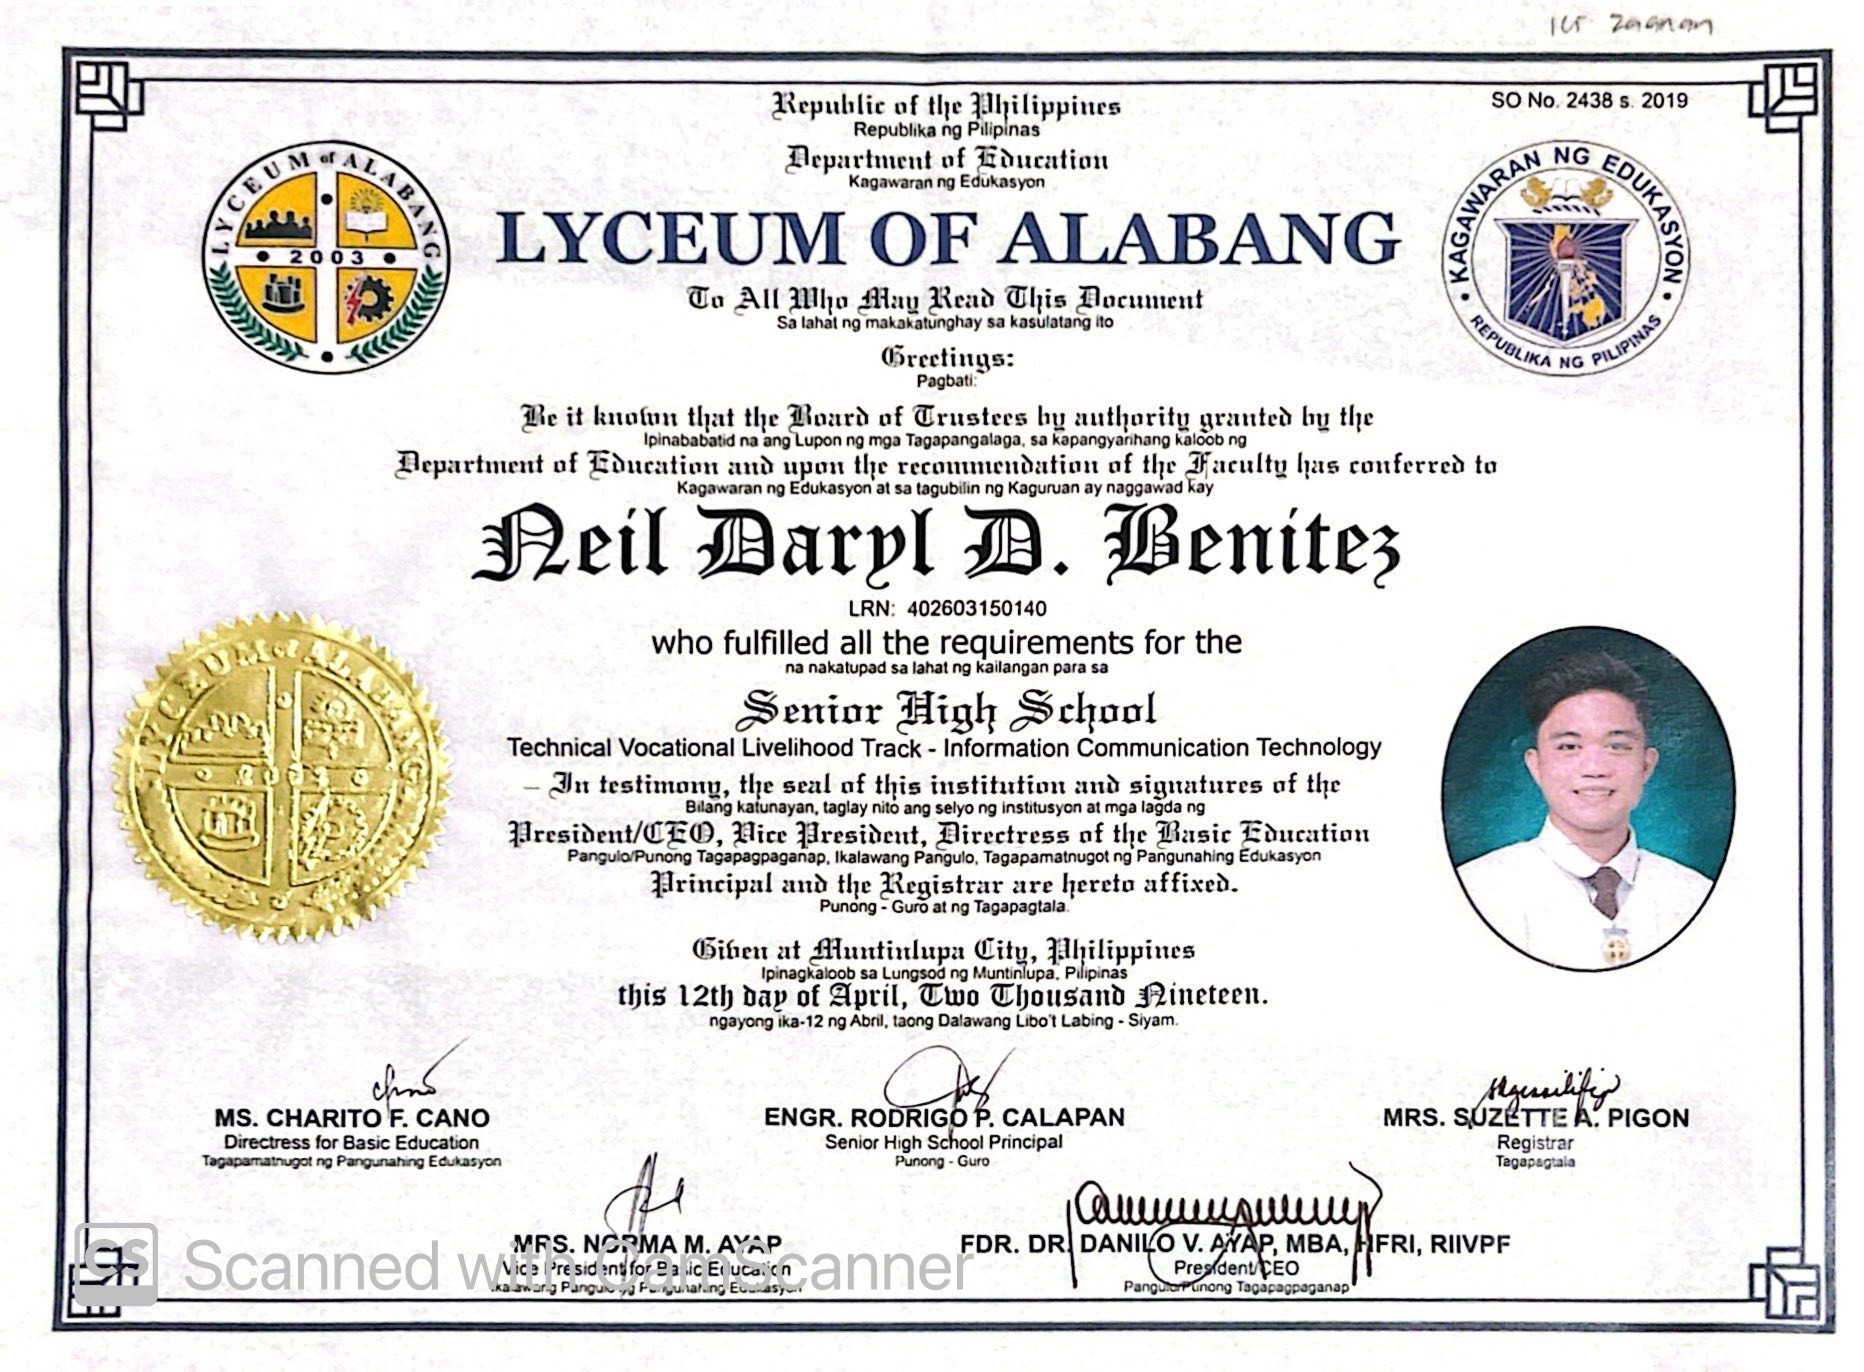 SO No. 2438 s. 2019
Republic of the Philippines
Republika ng Pilipinas
Department of Education
Kagawaran ng Edukasyon
LYCEUM of ALABANG
2003
KAGAWARAN NG EDUKASYON
REPUBLIKA NG PILIPINAS
LYCEUM OF ALABANG
To All Who May Read This Document
Sa lahat ng makakatunghay sa kasulatang ito
Greetings:
Pagbati:
Be it known that the Board of Trustees by authority granted by the
Ipinababatid na ang Lupon ng mga Tagapangalaga, sa kapangyarihang kaloob ng
Department of Education and upon the recommendation of the Faculty has conferred to
Kagawaran ng Edukasyon at sa tagubilin ng Kaguruan ay naggawad kay
Neil Daryl D. Benitez
LRN: 402603150140
who fulfilled all the requirements for the
na nakatupad sa lahat ng kailangan para sa
Senior High School
Technical Vocational Livelihood Track - Information Communication Technology
– In testimony, the seal of this institution and signatures of the
Bilang katunayan, taglay nito ang selyo ng institusyon at mga lagda ng
President/CEO, Vice President, Directress of the Basic Education
Pangulo/Punong Tagapagpaganap, Ikalawang Pangulo, Tagapamatnugot ng Pangunahing Edukasyon
Principal and the Registrar are hereto affixed.
Punong - Guro at ng Tagapagtala.
LYCEUM of ALABANG
2003
Given at Muntinlupa City, Philippines
Ipinagkaloob sa Lungsod ng Muntinlupa, Pilipinas
this 12th day of April, Two Thousand Nineteen.
ngayong ika-12 ng Abril, taong Dalawang Libo't Labing - Siyam.
MS. CHARITO F. CANO
Directress for Basic Education
Tagapamatnugot ng Pangunahing Edukasyon
ENGR. RODRIGO P. CALAPAN
Senior High School Principal
Punong - Guro
MRS. SUZETTE A. PIGON
Registrar
Tagapagtala
MRS. NORMA M. AYAP
Vice President for Basic Education
Ikalawang Pangulo ng Pangunahing Edukasyon
FDR. DR. DANILO V. AYAP, MBA, HFRI, RIIVPF
President/CEO
Pangulo/Punong Tagapagpaganap
CS Scanned with CamScanner